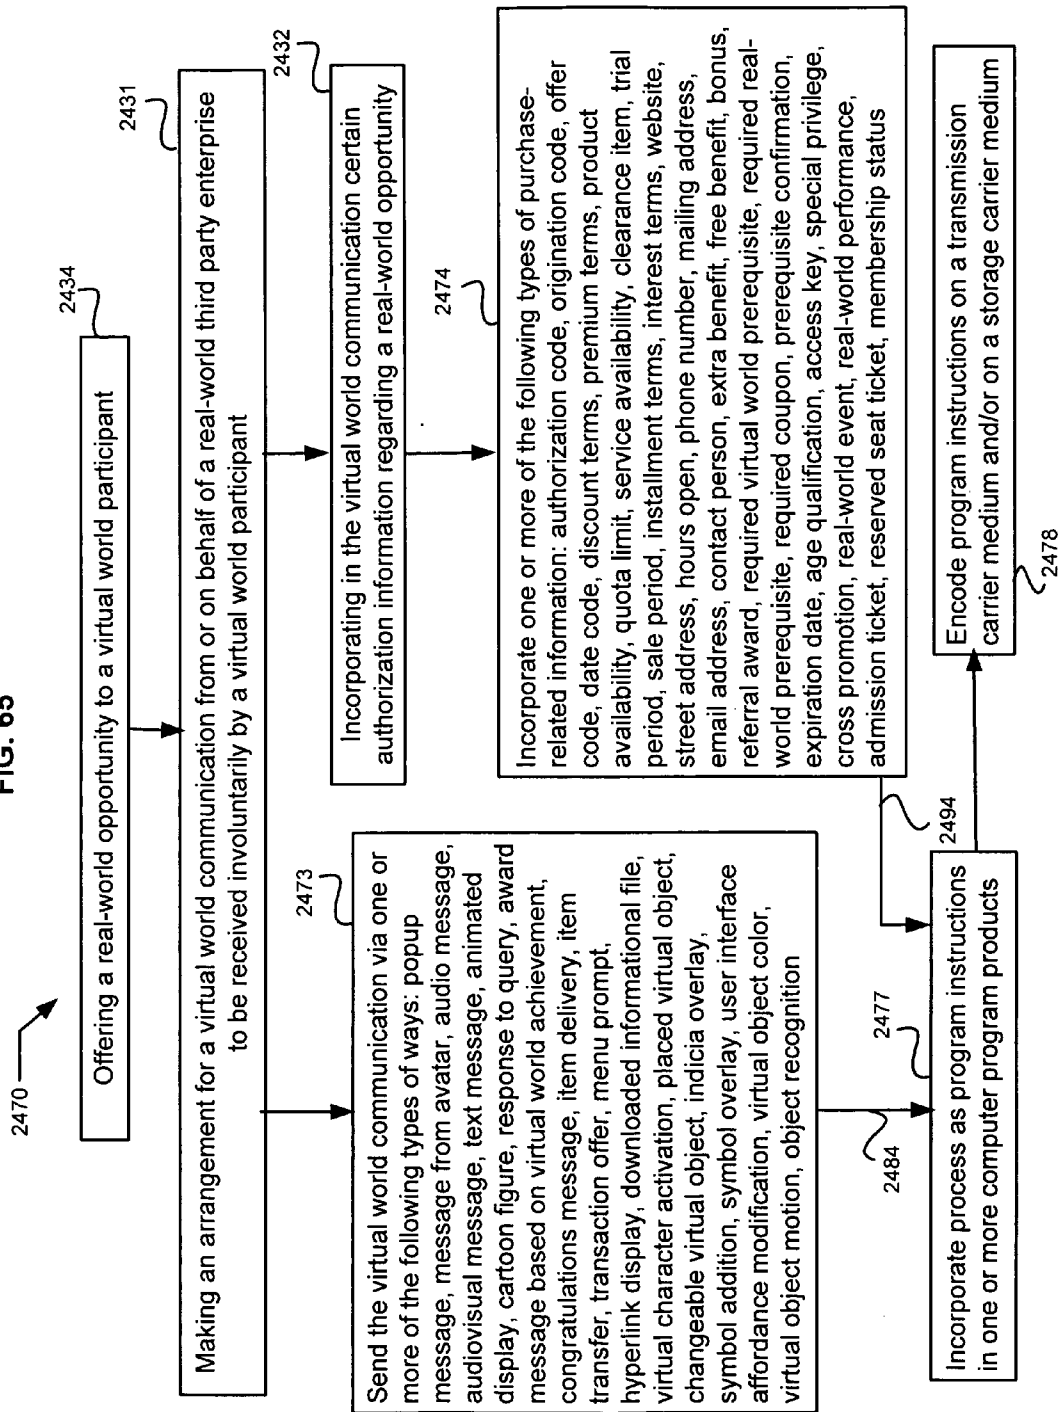 FIG. 65
2470
2434
Offering a real-world opportunity to a virtual world participant
2431
Making an arrangement for a virtual world communication from or on behalf of a real-world third party enterprise
to be received involuntarily by a virtual world participant
2432
Incorporating in the virtual world communication certain
authorization information regarding a real-world opportunity
2473
Send the virtual world communication via one or
more of the following types of ways: popup
message, message from avatar, audio message,
audiovisual message, text message, animated
display, cartoon figure, response to query, award
message based on virtual world achievement,
congratulations message, item delivery, item
transfer, transaction offer, menu prompt,
hyperlink display, downloaded informational file,
virtual character activation, placed virtual object,
changeable virtual object, indicia overlay,
symbol addition, symbol overlay, user interface
affordance modification, virtual object color,
virtual object motion, object recognition
2474
Incorporate one or more of the following types of purchase-
related information: authorization code, origination code, offer
code, date code, discount terms, premium terms, product
availability, quota limit, service availability, clearance item, trial
period, sale period, installment terms, interest terms, website,
street address, hours open, phone number, mailing address,
email address, contact person, extra benefit, free benefit, bonus,
referral award, required virtual world prerequisite, required real-
world prerequisite, required coupon, prerequisite confirmation,
expiration date, age qualification, access key, special privilege,
cross promotion, real-world event, real-world performance,
admission ticket, reserved seat ticket, membership status
2484
2494
2477
Incorporate process as program instructions
in one or more computer program products
Encode program instructions on a transmission
carrier medium and/or on a storage carrier medium
2478